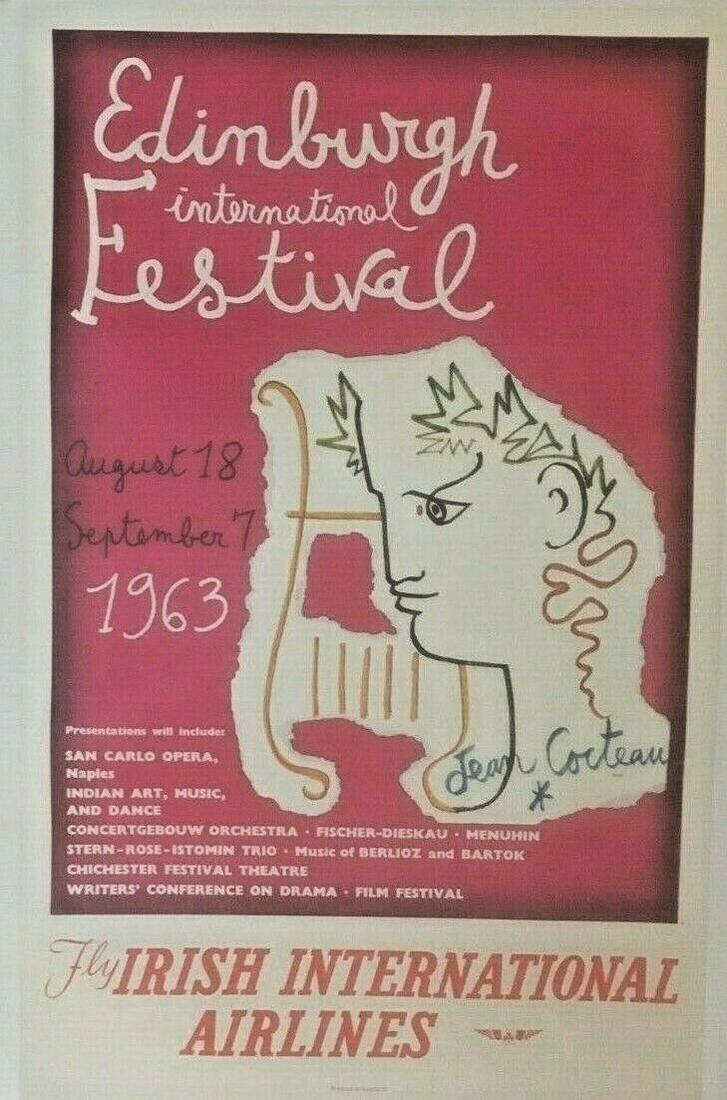 Edinburgh
international
Festival
August 18
September 7
1963
Presentations will include:
SAN CARLO OPERA,
Naples
INDIAN ART, MUSIC,
AND DANCE
CONCERTGEBOUW ORCHESTRA · FISCHER-DIESKAU · MENUHIN
STERN-ROSE-ISTOMIN TRIO · Music of BERLIOZ and BARTOK
CHICHESTER FESTIVAL THEATRE
WRITERS' CONFERENCE ON DRAMA · FILM FESTIVAL
Jean Cocteau
*
Fly IRISH INTERNATIONAL
AIRLINES